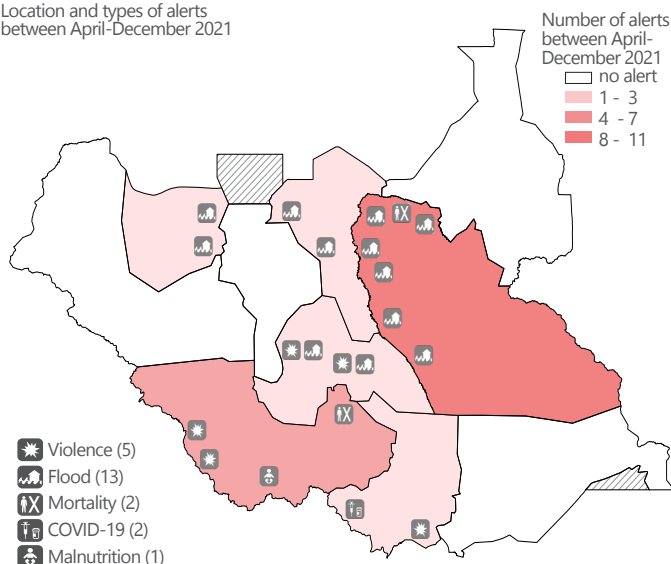 Location and types of alerts
between April-December 2021
Number of alerts
between April-
December 2021
no alert
1 - 3
4 - 7
8 - 11
Violence (5)
Flood (13)
Mortality (2)
COVID-19 (2)
Malnutrition (1)